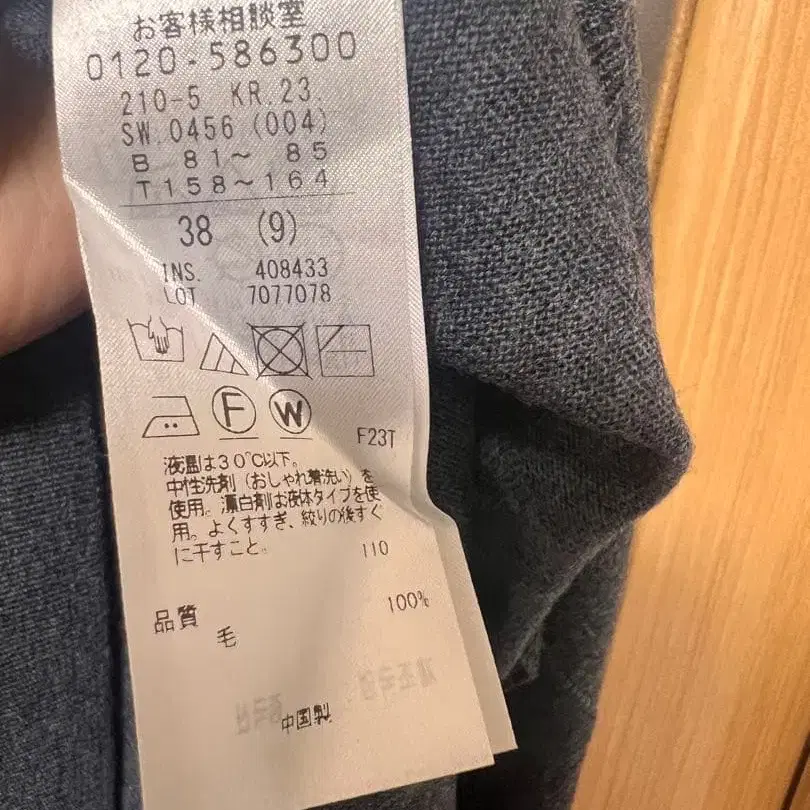 お客様相談室
0120-586300
210-5 KR.23.
SW.0456 (004)
B 81～ 85
T158～164
38 (9)
INS. 408433
LOT 7077078
F
W
F23T
液温は30℃以下。
中性洗剤（おしゃれ着洗い）を
使用。漂白剤は液体タイプを使
用。よくすすぎ、絞りの後すぐ
に干すこと。
110
品質
毛 100%
中国製